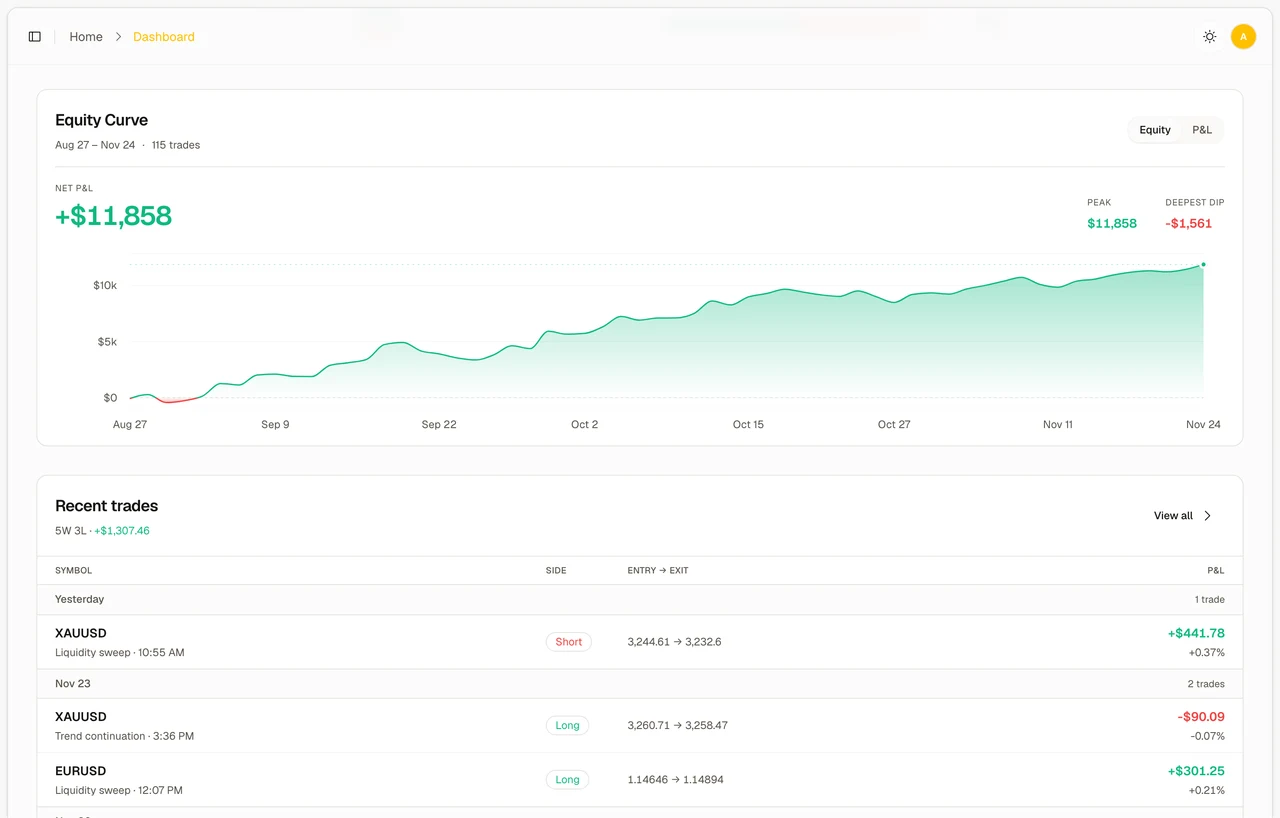 Home > Dashboard
A
Equity Curve
Aug 27 – Nov 24 · 115 trades
Equity P&L
NET P&L
+$11,858
PEAK
$11,858
DEEPEST DIP
-$1,561
$10k
$5k
$0
Aug 27 Sep 9 Sep 22 Oct 2 Oct 15 Oct 27 Nov 11 Nov 24
Recent trades
5W 3L · +$1,307.46
View all
SYMBOL SIDE ENTRY → EXIT P&L
Yesterday 1 trade
XAUUSD
Liquidity sweep · 10:55 AM
Short
3,244.61 → 3,232.6
+$441.78
+0.37%
Nov 23 2 trades
XAUUSD
Trend continuation · 3:36 PM
Long
3,260.71 → 3,258.47
-$90.09
-0.07%
EURUSD
Liquidity sweep · 12:07 PM
Long
1.14646 → 1.14894
+$301.25
+0.21%